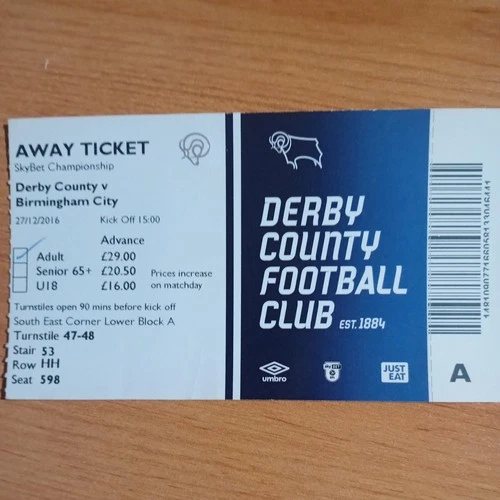 AWAY TICKET
SkyBet Championship
Derby County v
Birmingham City
27/12/2016 Kick Off 15:00
Advance
Adult £29.00
Senior 65+ £20.50
U18 £16.00
Prices increase
on matchday
Turnstiles open 90 mins before kick off
South East Corner Lower Block A
Turnstile 47-48
Stair 53
Row HH
Seat 598
DERBY
COUNTY
FOOTBALL
CLUB EST. 1884
umbro
sky BET
JUST
EAT
A